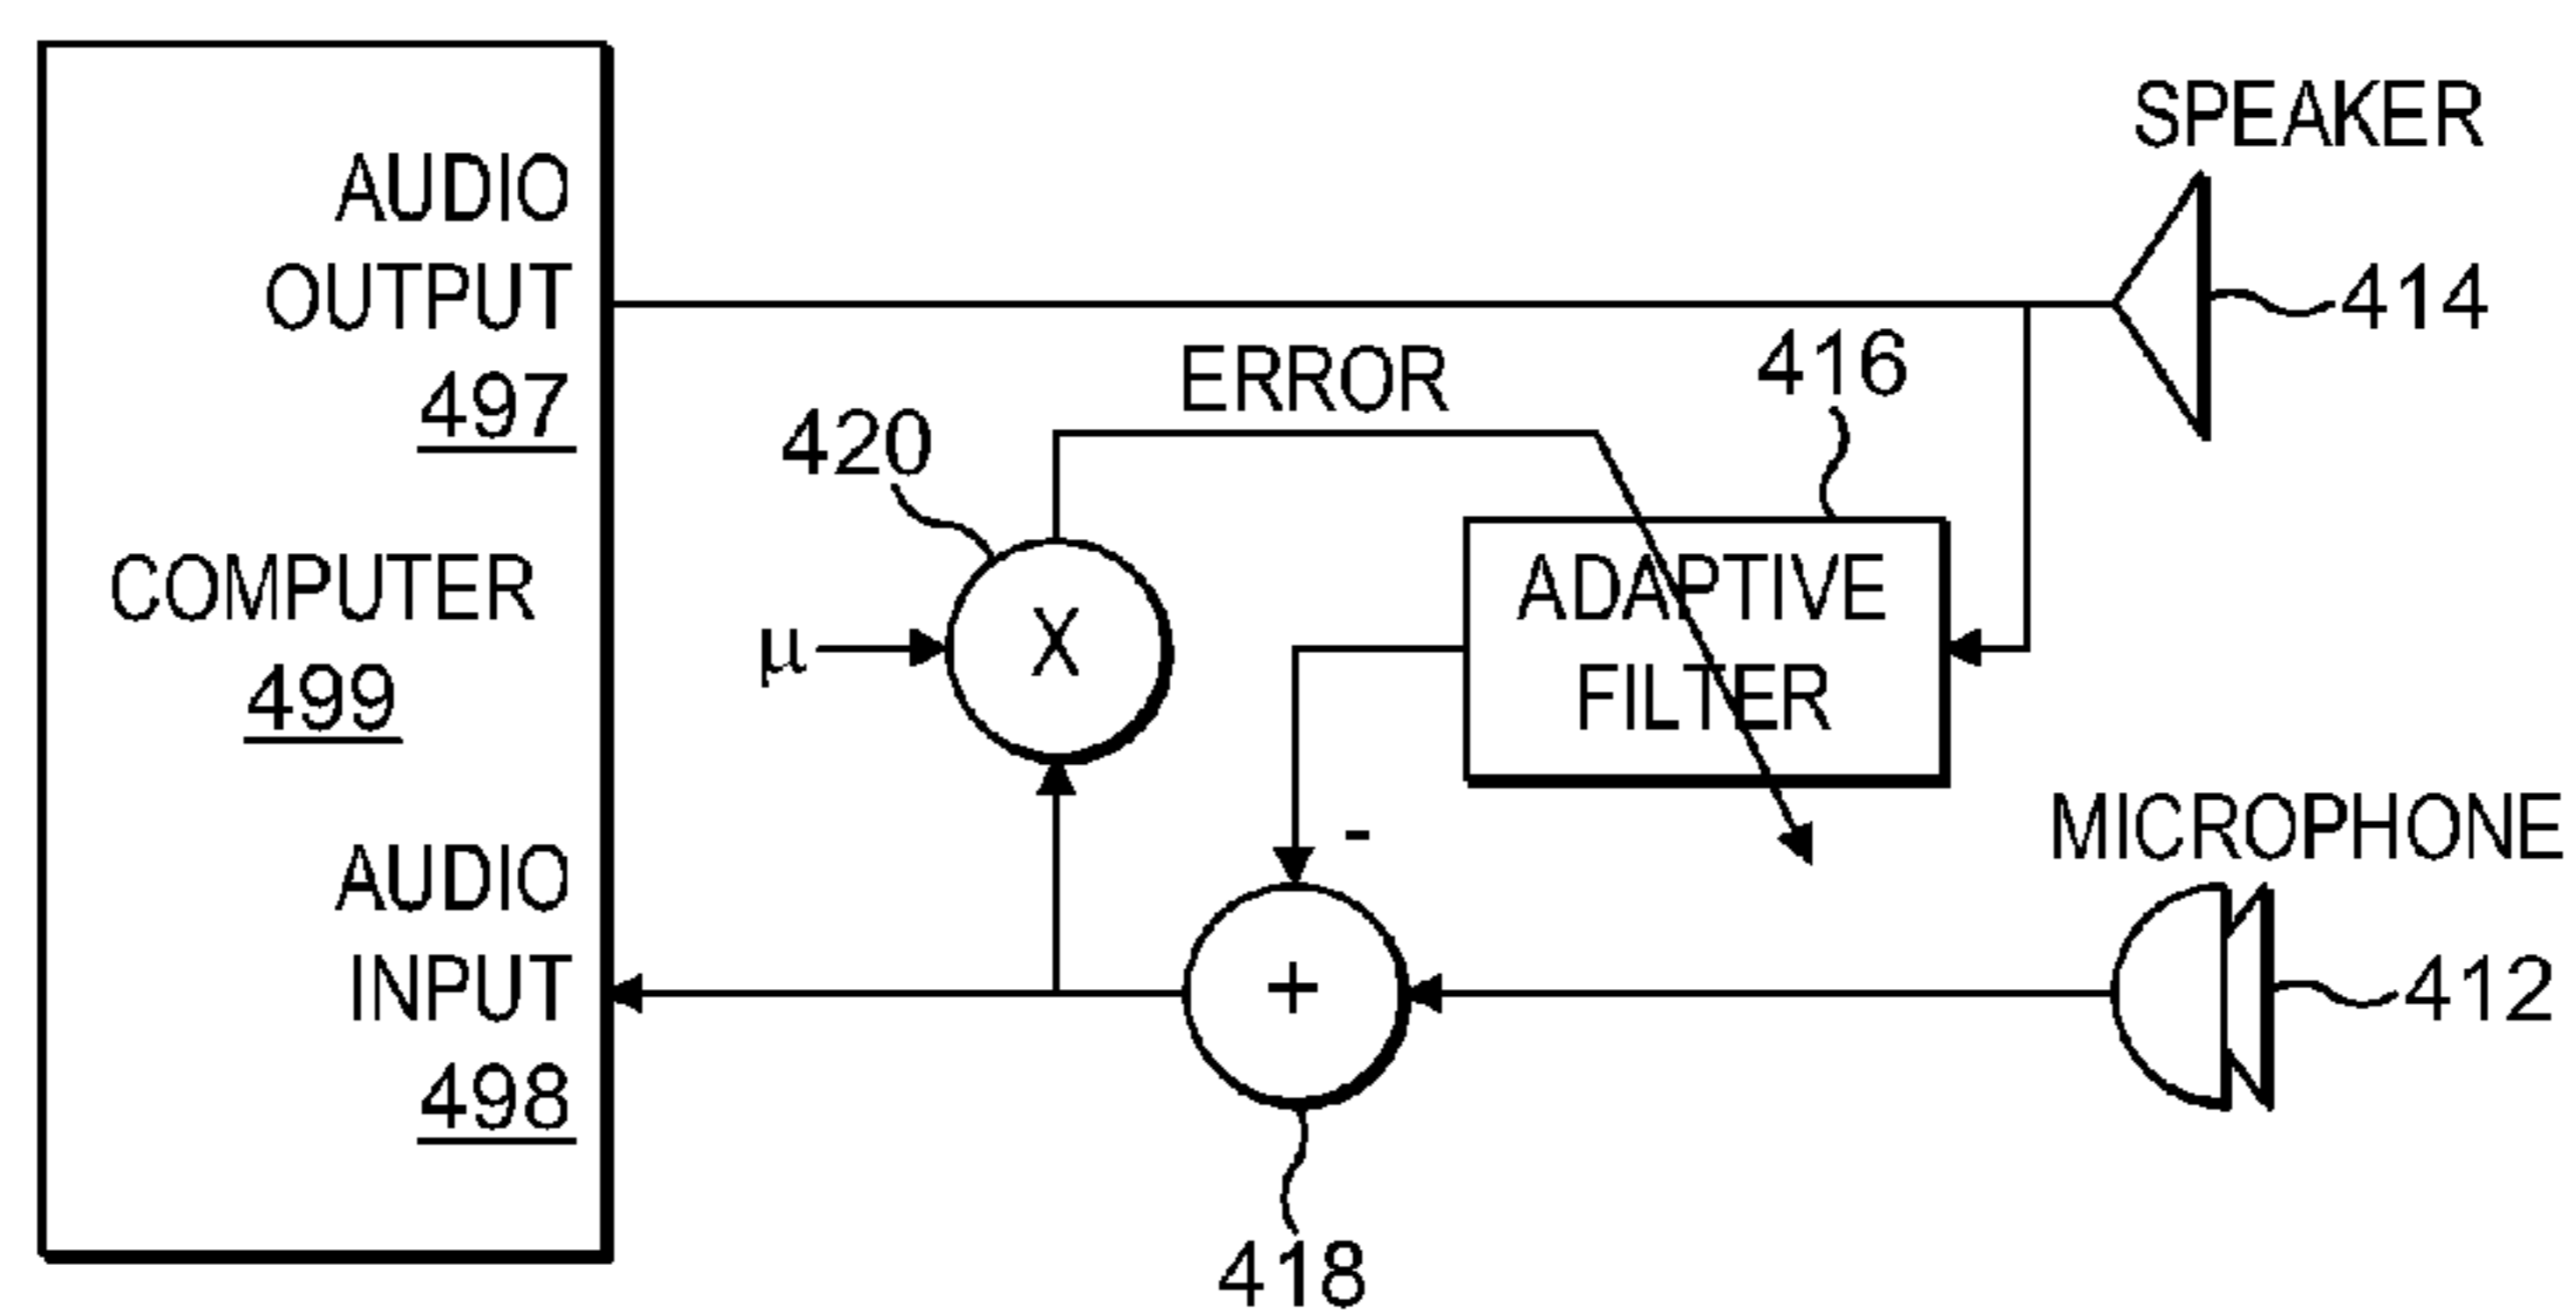 AUDIO
OUTPUT
497
COMPUTER
499
AUDIO
INPUT
498
SPEAKER
414
ERROR
416
420
X
μ
ADAPTIVE
FILTER
-
MICROPHONE
+
412
418